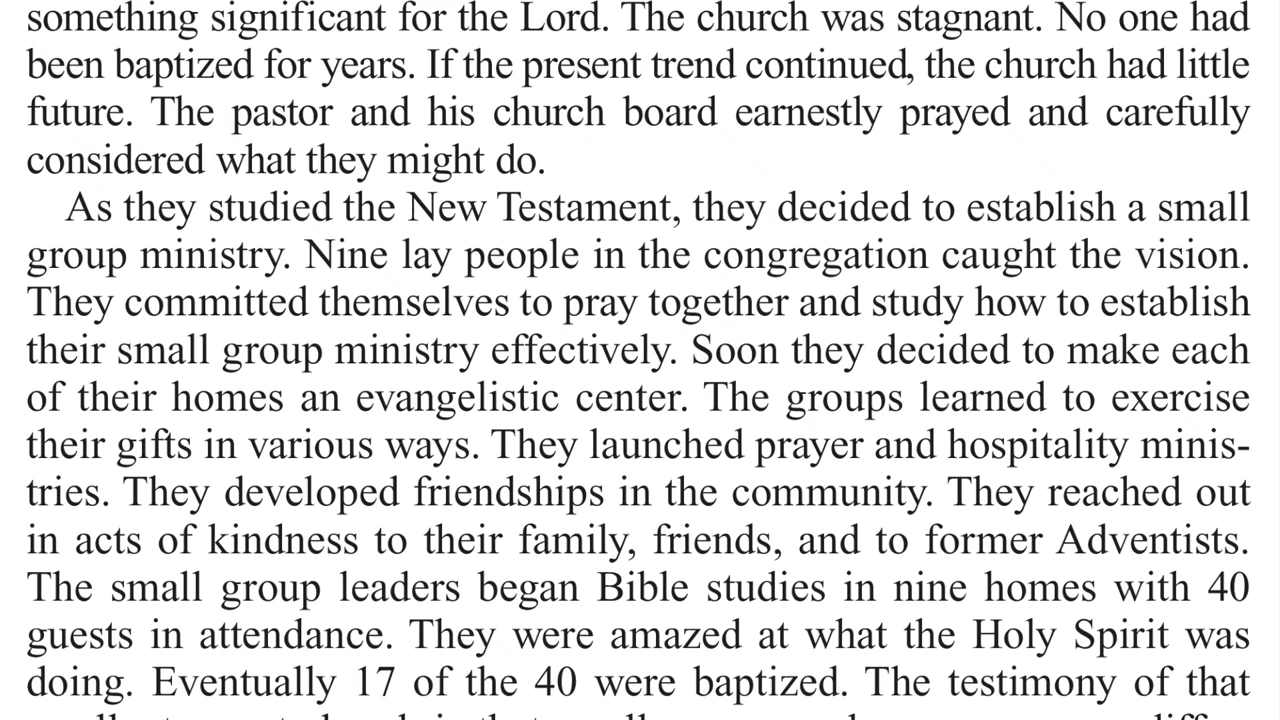 something significant for the Lord. The church was stagnant. No one had
been baptized for years. If the present trend continued, the church had little
future. The pastor and his church board earnestly prayed and carefully
considered what they might do.
As they studied the New Testament, they decided to establish a small
group ministry. Nine lay people in the congregation caught the vision.
They committed themselves to pray together and study how to establish
their small group ministry effectively. Soon they decided to make each
of their homes an evangelistic center. The groups learned to exercise
their gifts in various ways. They launched prayer and hospitality minis-
tries. They developed friendships in the community. They reached out
in acts of kindness to their family, friends, and to former Adventists.
The small group leaders began Bible studies in nine homes with 40
guests in attendance. They were amazed at what the Holy Spirit was
doing. Eventually 17 of the 40 were baptized. The testimony of that